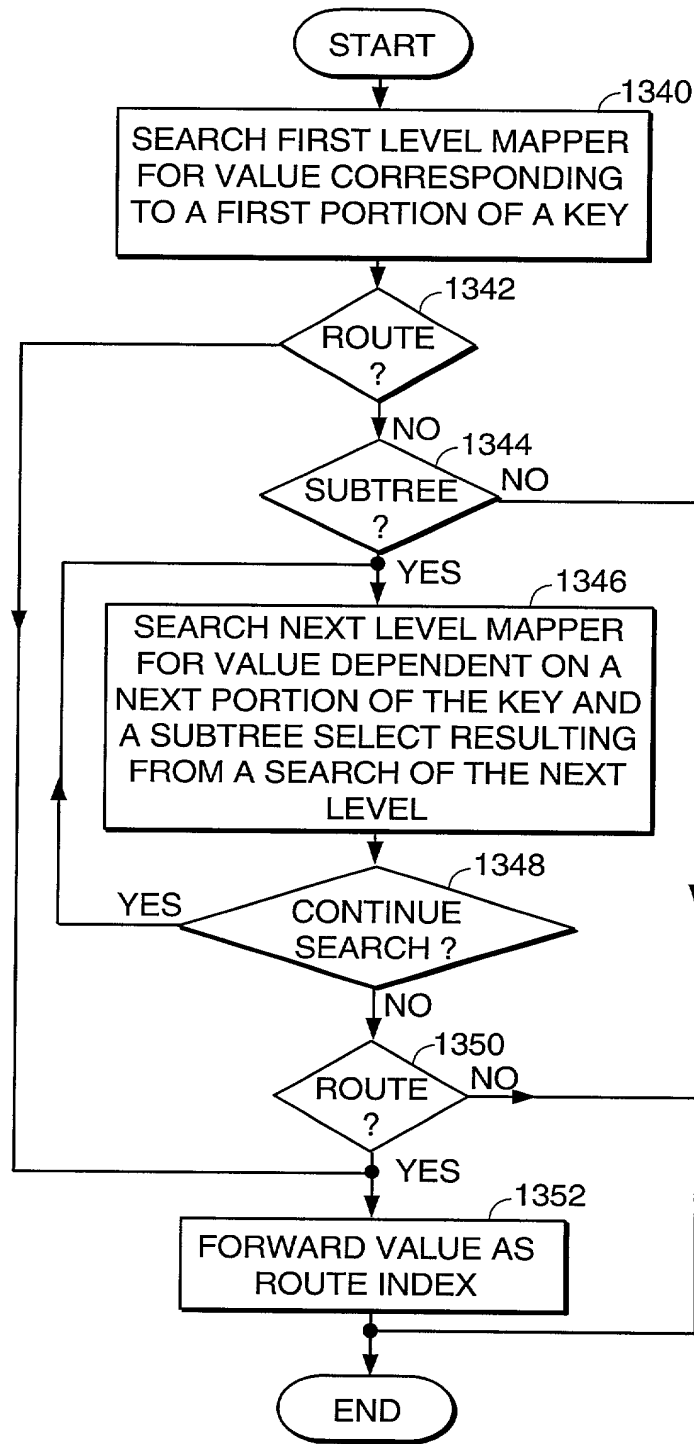 START
1340
SEARCH FIRST LEVEL MAPPER
FOR VALUE CORRESPONDING
TO A FIRST PORTION OF A KEY
1342
ROUTE
?
NO
1344
SUBTREE
?
NO
YES
1346
SEARCH NEXT LEVEL MAPPER
FOR VALUE DEPENDENT ON A
NEXT PORTION OF THE KEY AND
A SUBTREE SELECT RESULTING
FROM A SEARCH OF THE NEXT
LEVEL
1348
YES
CONTINUE
SEARCH ?
NO
1350
ROUTE
?
NO
YES
1352
FORWARD VALUE AS
ROUTE INDEX
END